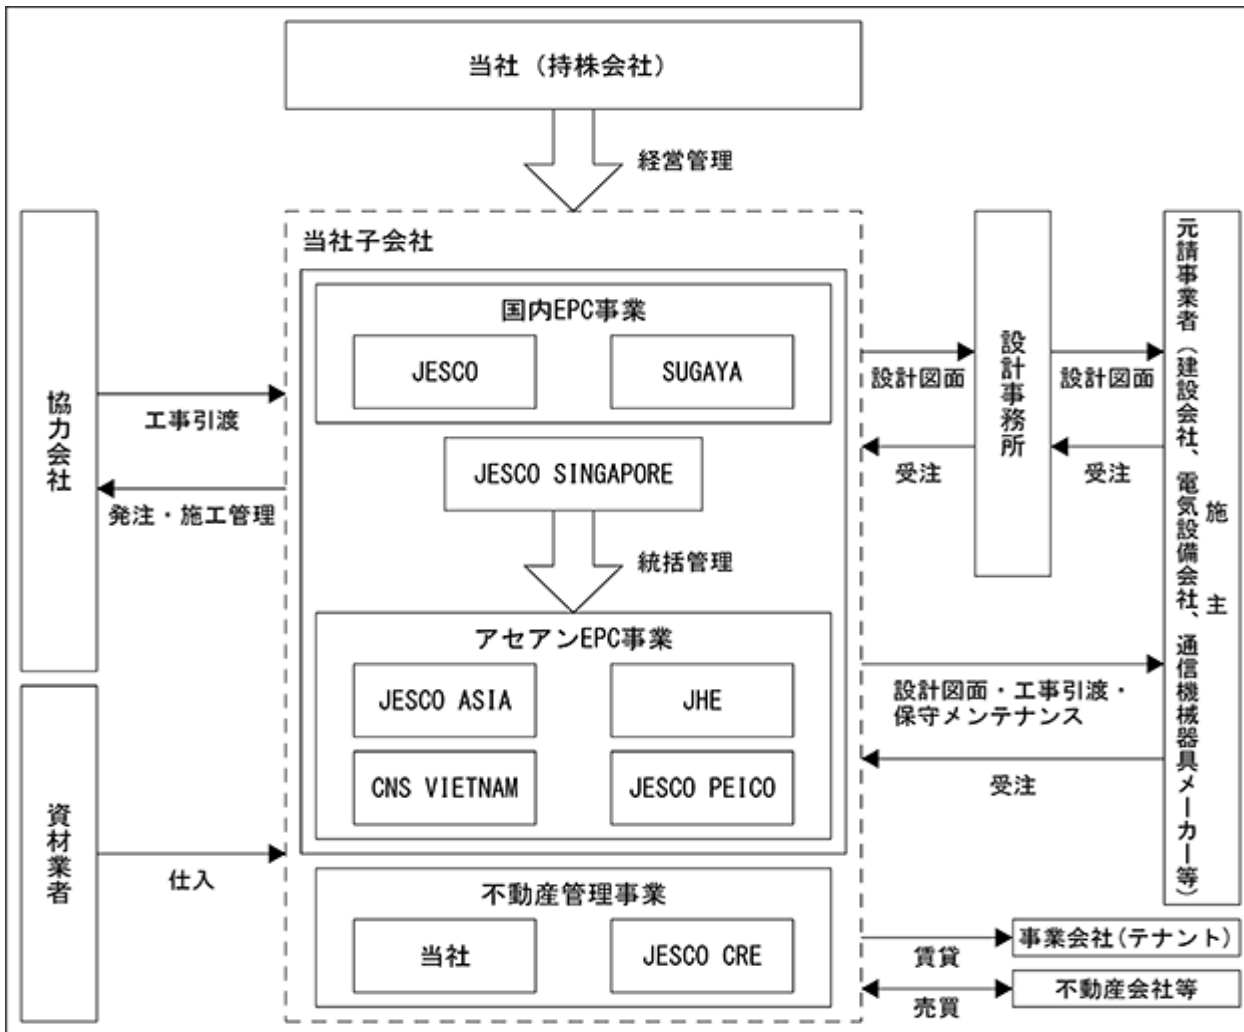 当社（持株会社）
経営管理
協力会社
工事引渡
発注・施工管理
資材業者
仕入
当社子会社
国内EPC事業
JESCO
SUGAYA
JESCO SINGAPORE
統括管理
アセアンEPC事業
JESCO ASIA
JHE
CNS VIETNAM
JESCO PEICO
不動産管理事業
当社
JESCO CRE
設計図面
受注
設計事務所
設計図面
受注
設計図面・工事引渡・
保守メンテナンス
受注
施主
元請事業者（建設会社、電気設備会社、通信機械器具メーカー等）
賃貸
事業会社(テナント)
売買
不動産会社等